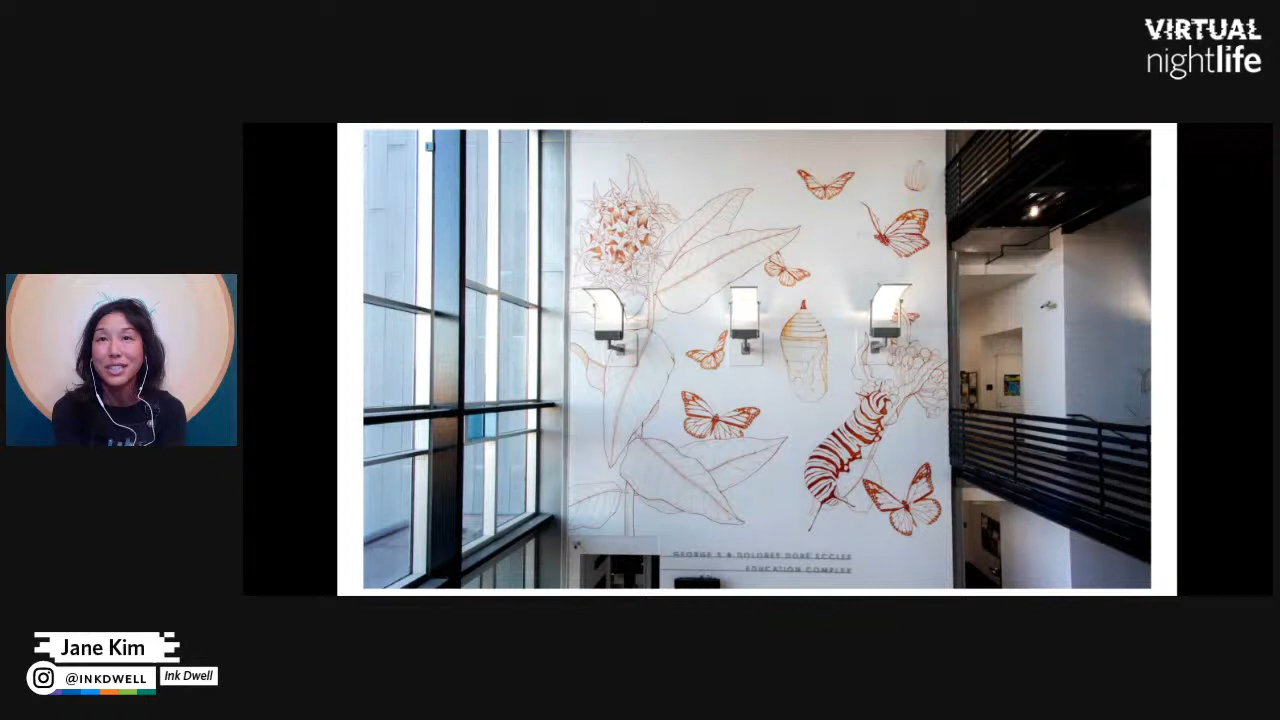 VIRTUAL
nightlife
GEORGE S & DOLORES DORÉ ECCLES
EDUCATION COMPLEX
Jane Kim
@INKDWELL
Ink Dwell